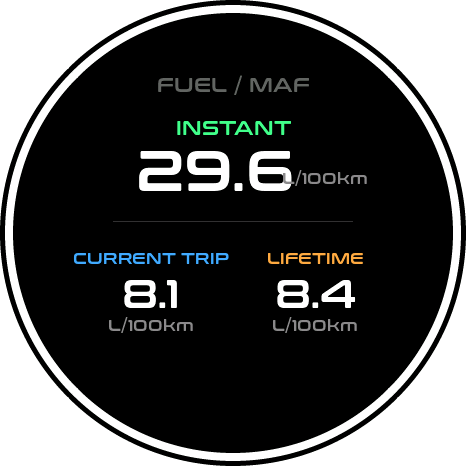 FUEL / MAF
INSTANT
29.6 L/100km
CURRENT TRIP LIFETIME
8.1 8.4
L/100km L/100km